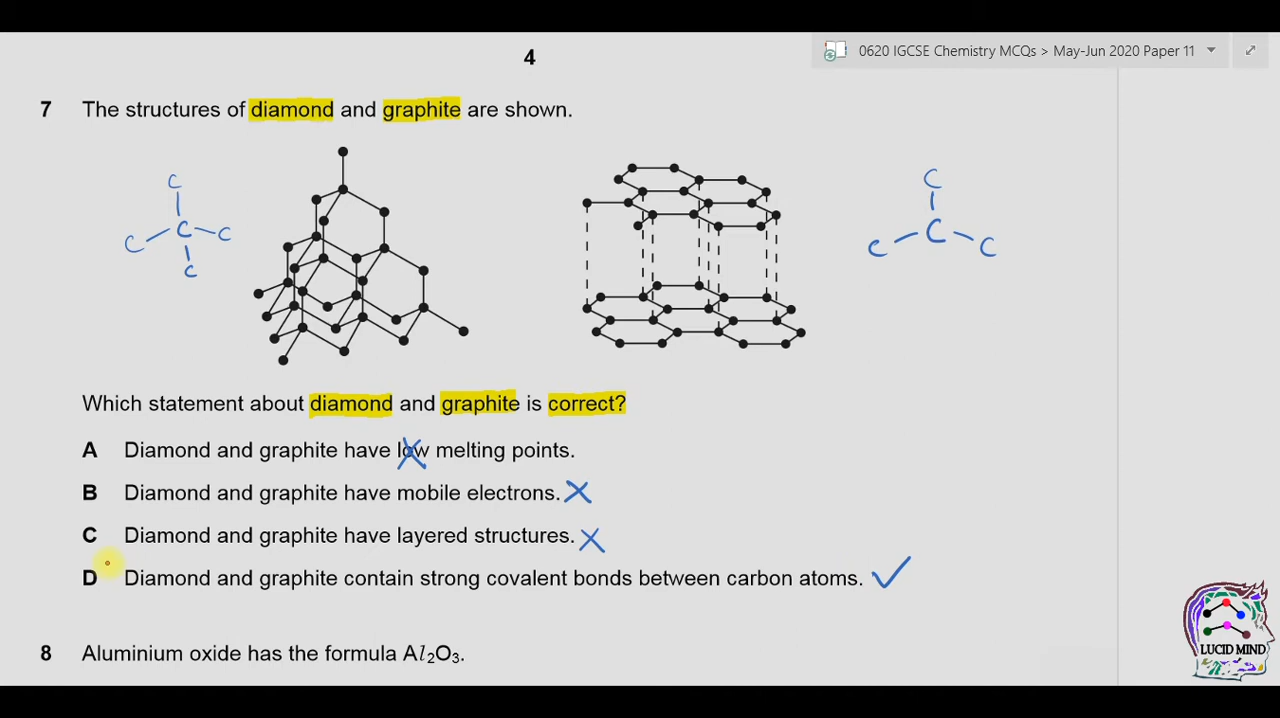 0620 IGCSE Chemistry MCQs > May-Jun 2020 Paper 11
4
7 The structures of diamond and graphite are shown.
C
C C C
C
C
C C C
Which statement about diamond and graphite is correct?
A Diamond and graphite have low melting points.
B Diamond and graphite have mobile electrons.
C Diamond and graphite have layered structures.
D Diamond and graphite contain strong covalent bonds between carbon atoms.
8 Aluminium oxide has the formula Al₂O₃.
LUCID MIND